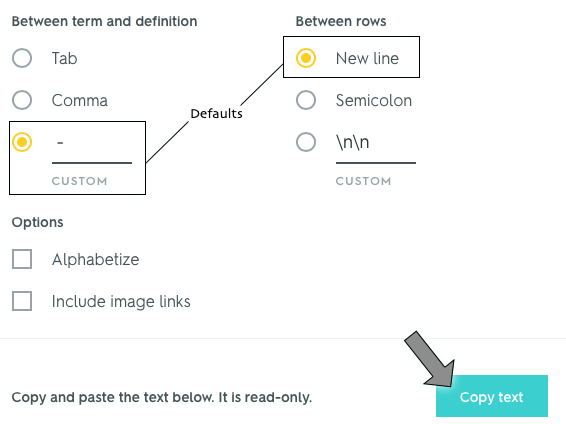 Between term and definition
Between rows
Tab
New line
Comma
Semicolon
Defaults
-
\n\n
CUSTOM
CUSTOM
Options
Alphabetize
Include image links
Copy and paste the text below. It is read-only.
Copy text